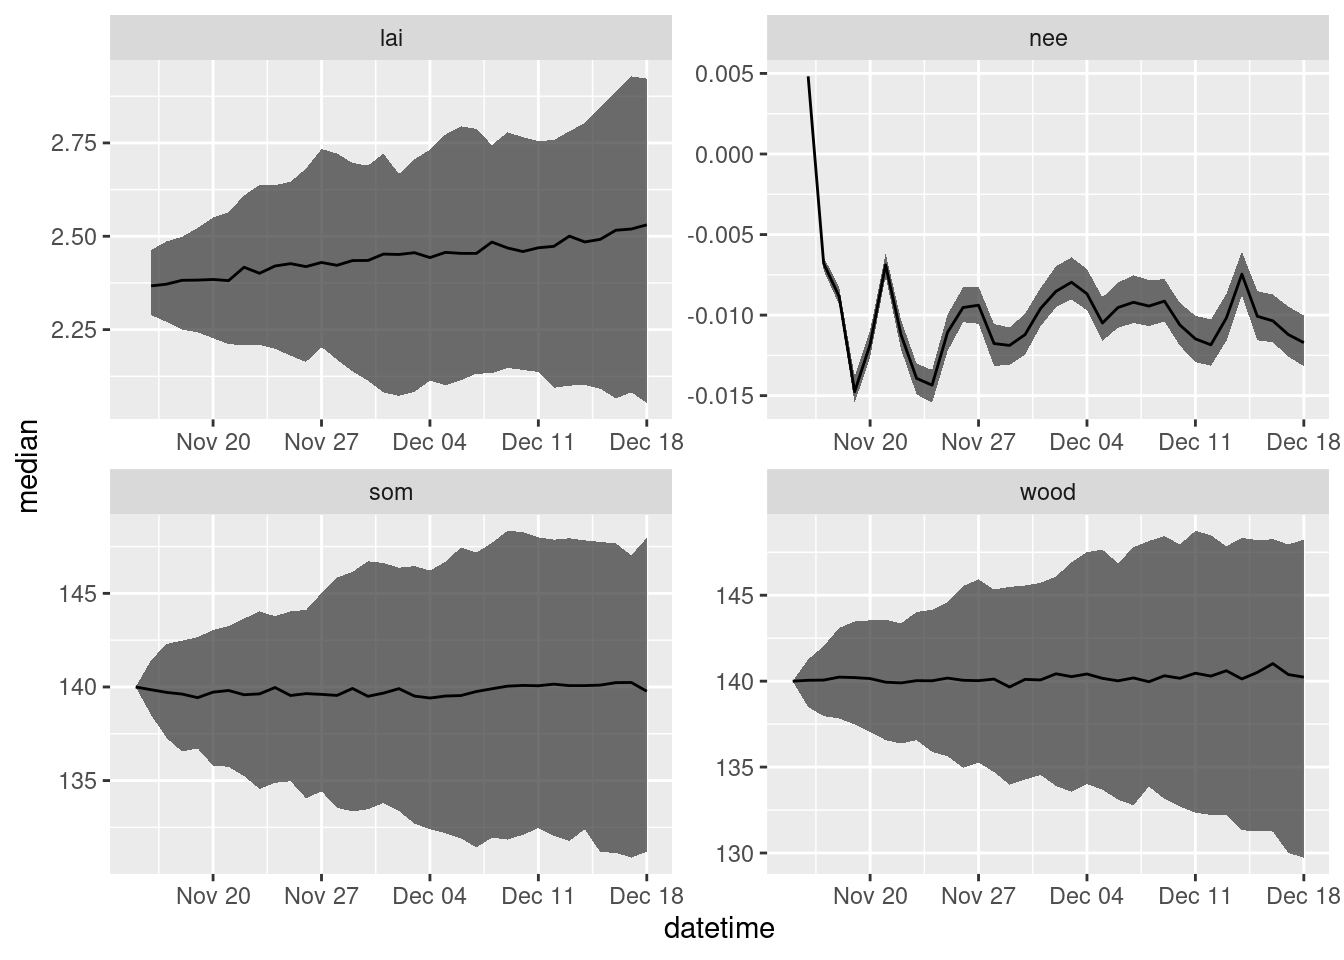 lai
nee
2.75
2.50
2.25
0.005
0.000
-0.005
-0.010
-0.015
Nov 20 Nov 27 Dec 04 Dec 11 Dec 18
Nov 20 Nov 27 Dec 04 Dec 11 Dec 18
median
som
wood
145
140
135
145
140
135
130
Nov 20 Nov 27 Dec 04 Dec 11 Dec 18
Nov 20 Nov 27 Dec 04 Dec 11 Dec 18
datetime